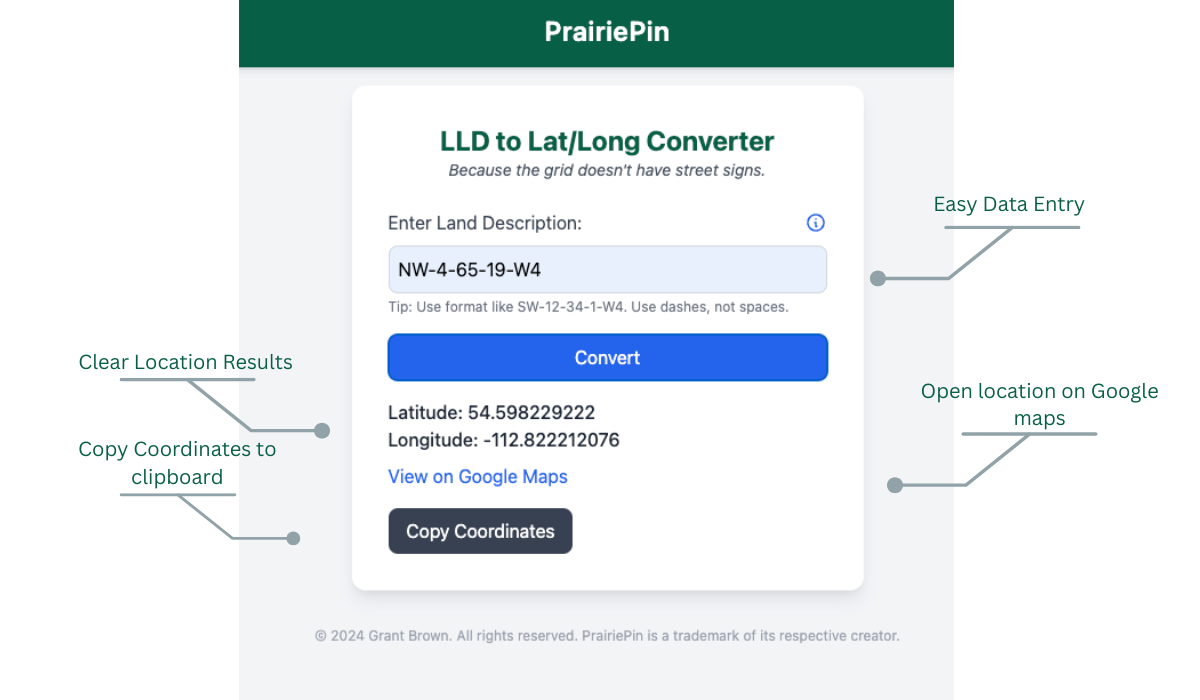 PrairiePin
LLD to Lat/Long Converter
Because the grid doesn't have street signs.
Enter Land Description:
NW-4-65-19-W4
Tip: Use format like SW-12-34-1-W4. Use dashes, not spaces.
Convert
Latitude: 54.598229222
Longitude: -112.822212076
View on Google Maps
Copy Coordinates
Easy Data Entry
Clear Location Results
Copy Coordinates to
clipboard
Open location on Google
maps
© 2024 Grant Brown. All rights reserved. PrairiePin is a trademark of its respective creator.